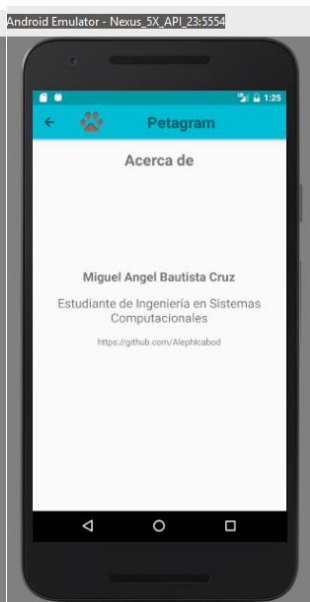 Android Emulator - Nexus_5X_API_23:5554
1:25
Petagram
Acerca de
Miguel Angel Bautista Cruz
Estudiante de Ingeniería en Sistemas
Computacionales
https://github.com/AlephIcabod